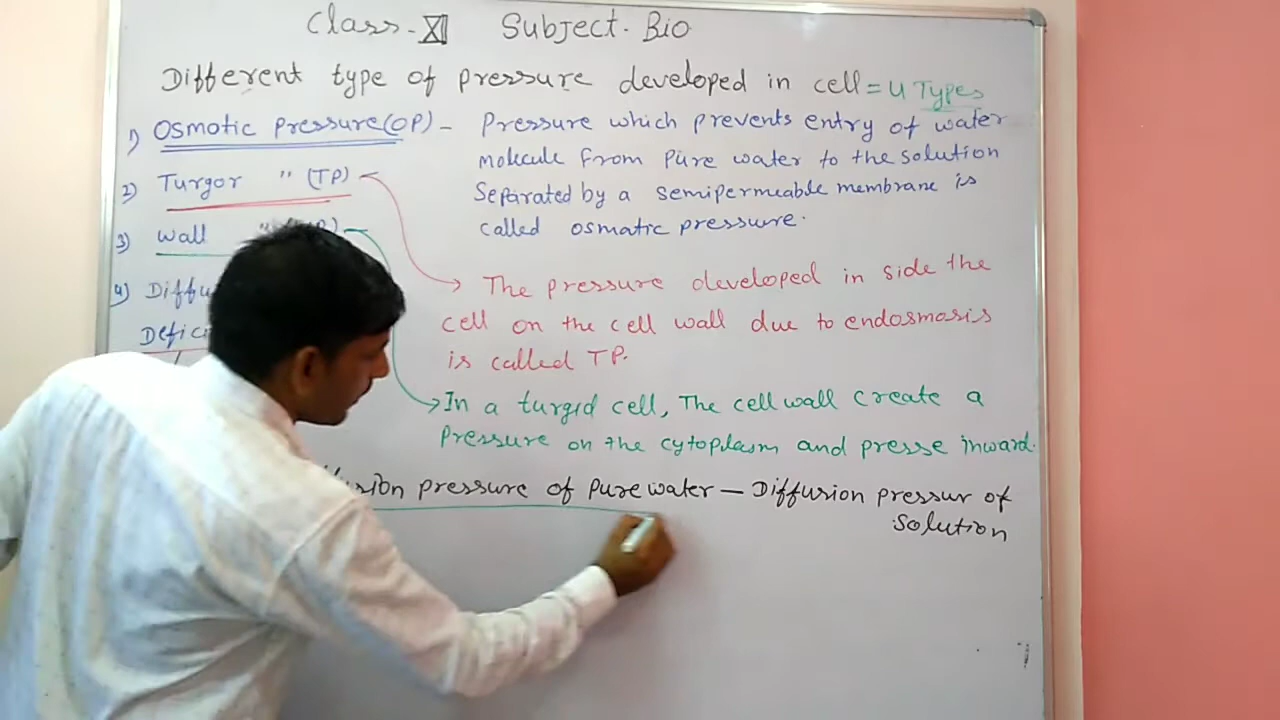 Class - XI Subject. Bio
Different type of pressure developed in cell = 4 Types
1) Osmotic Pressure (OP) - Pressure which prevents entry of water
molecule from pure water to the solution
2) Turgor " (TP)
Separated by a semipermeable membrane is
called osmatic pressure.
3) Wall
4)
The pressure developed in side the
cell on the cell wall due to endosmosis
is called TP.
In a turgid cell, The cell wall create a
Pressure on the cytoplasm and presse inward.
pressure of Pure water — Diffusion pressur of
Solution